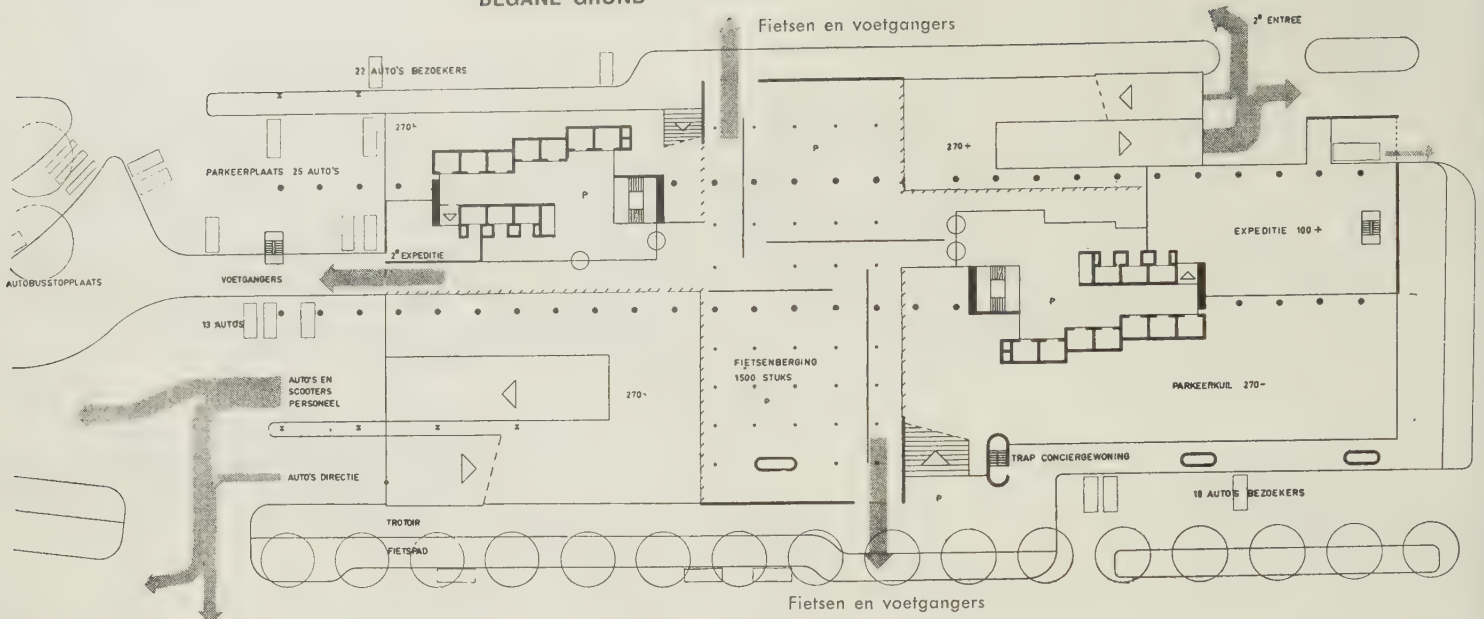 BEGANE GROND
Fietsen en voetgangers
2e ENTREE
22 AUTO'S BEZOEKERS
270-
P
270+
PARKEERPLAATS 25 AUTO'S
P
EXPEDITIE 100+
2e EXPEDITIE
AUTOBUSSTOPPLAATS
VOETGANGERS
P
13 AUTO'S
FIETSENBERGING
1500 STUKS
P
AUTO'S EN
SCOOTERS
PERSONEEL
270-
PARKEERKUIL 270-
TRAP CONCIERGEWONING
AUTO'S DIRECTIE
P
18 AUTO'S BEZOEKERS
TROTOIR
FIETSPAD
Fietsen en voetgangers